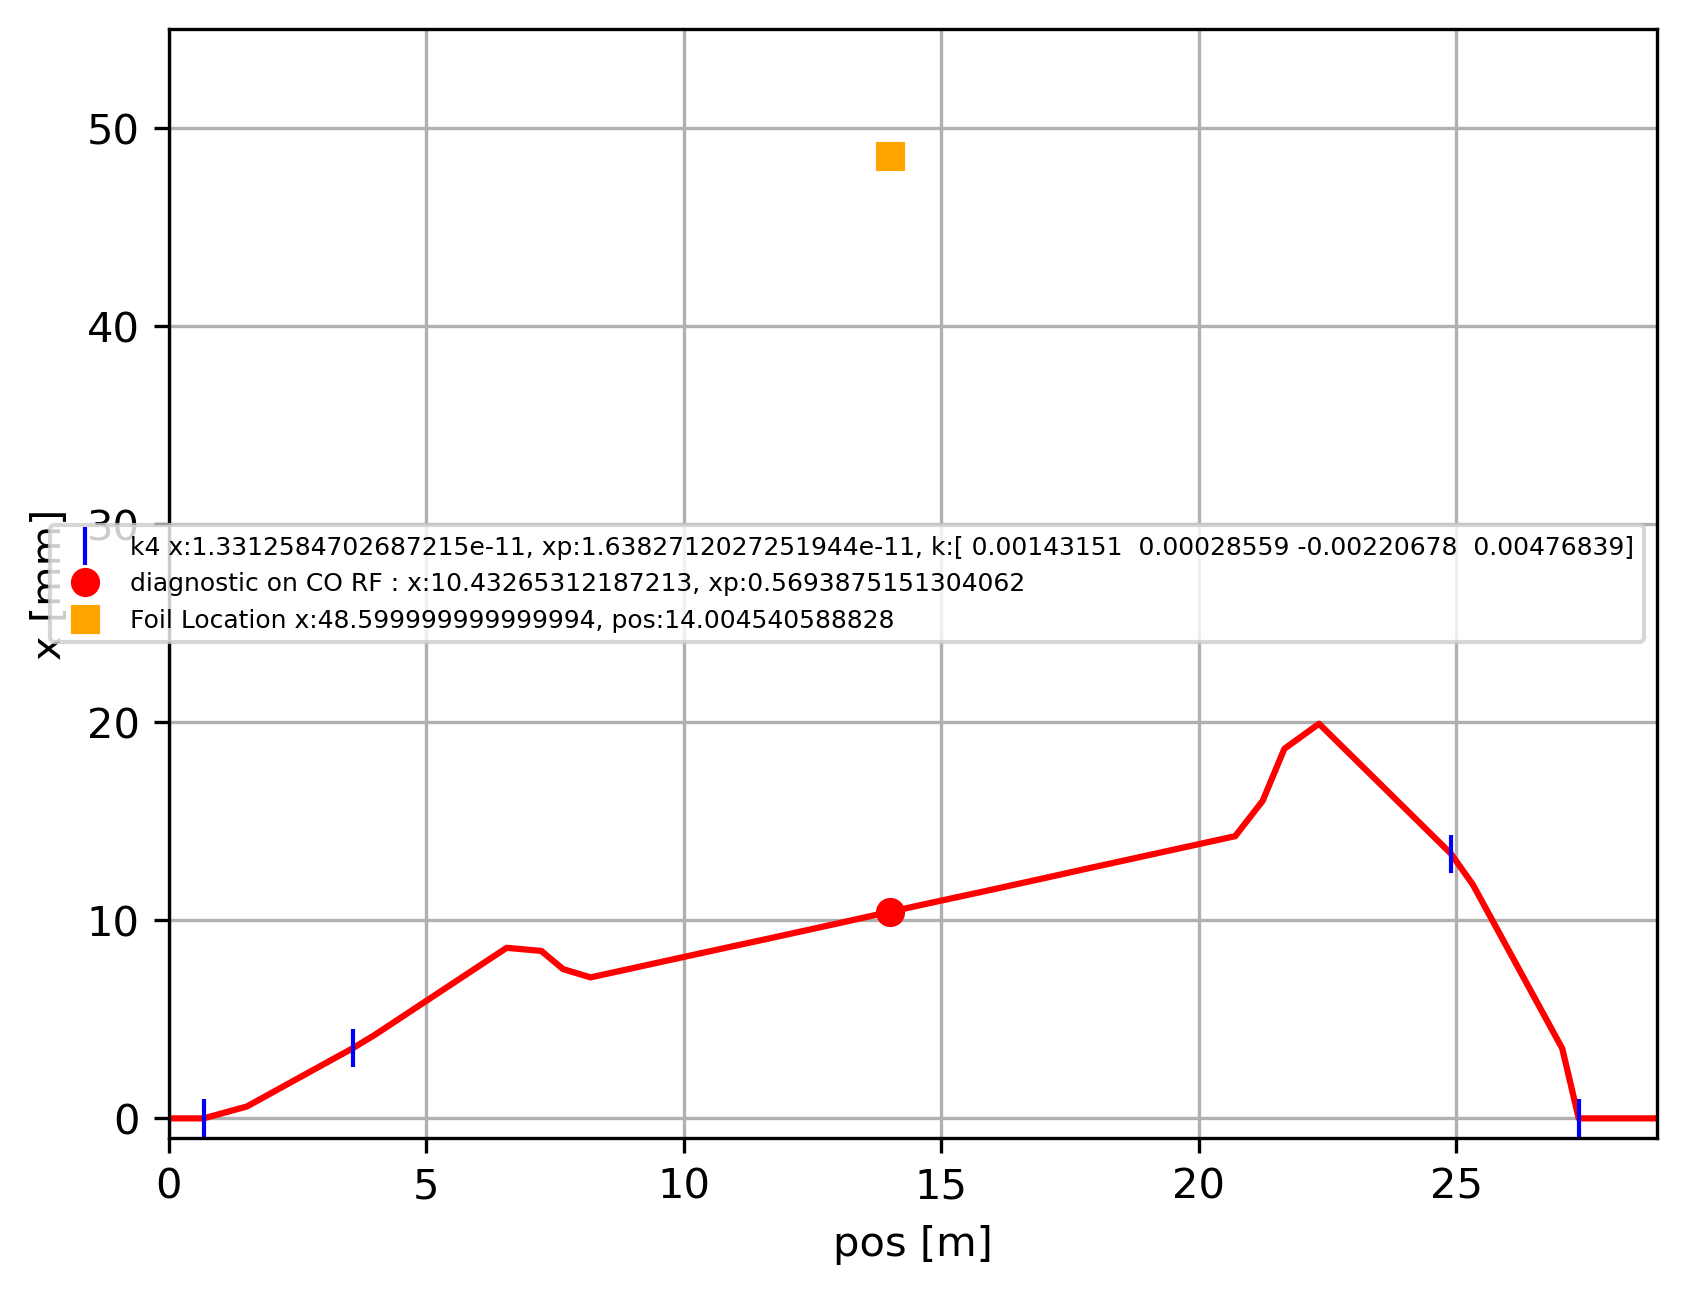 50
40
30
20
10
0
x [mm]
k4 x:1.3312584702687215e-11, xp:1.6382712027251944e-11, k:[ 0.00143151  0.00028559 -0.00220678  0.00476839]
diagnostic on CO RF : x:10.43265312187213, xp:0.5693875151304062
Foil Location x:48.599999999999994, pos:14.004540588828
0 5 10 15 20 25
pos [m]